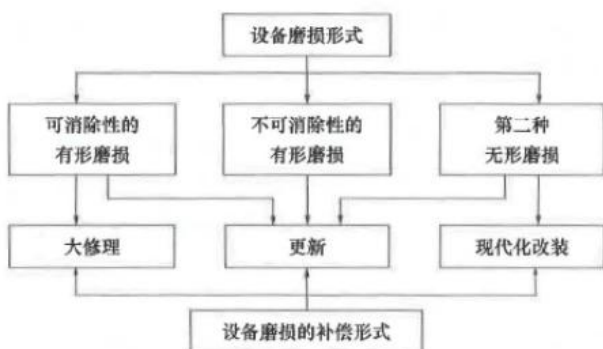 设备磨损形式
可消除性的
有形磨损
不可消除性的
有形磨损
第二种
无形磨损
大修理
更新
现代化改装
设备磨损的补偿形式